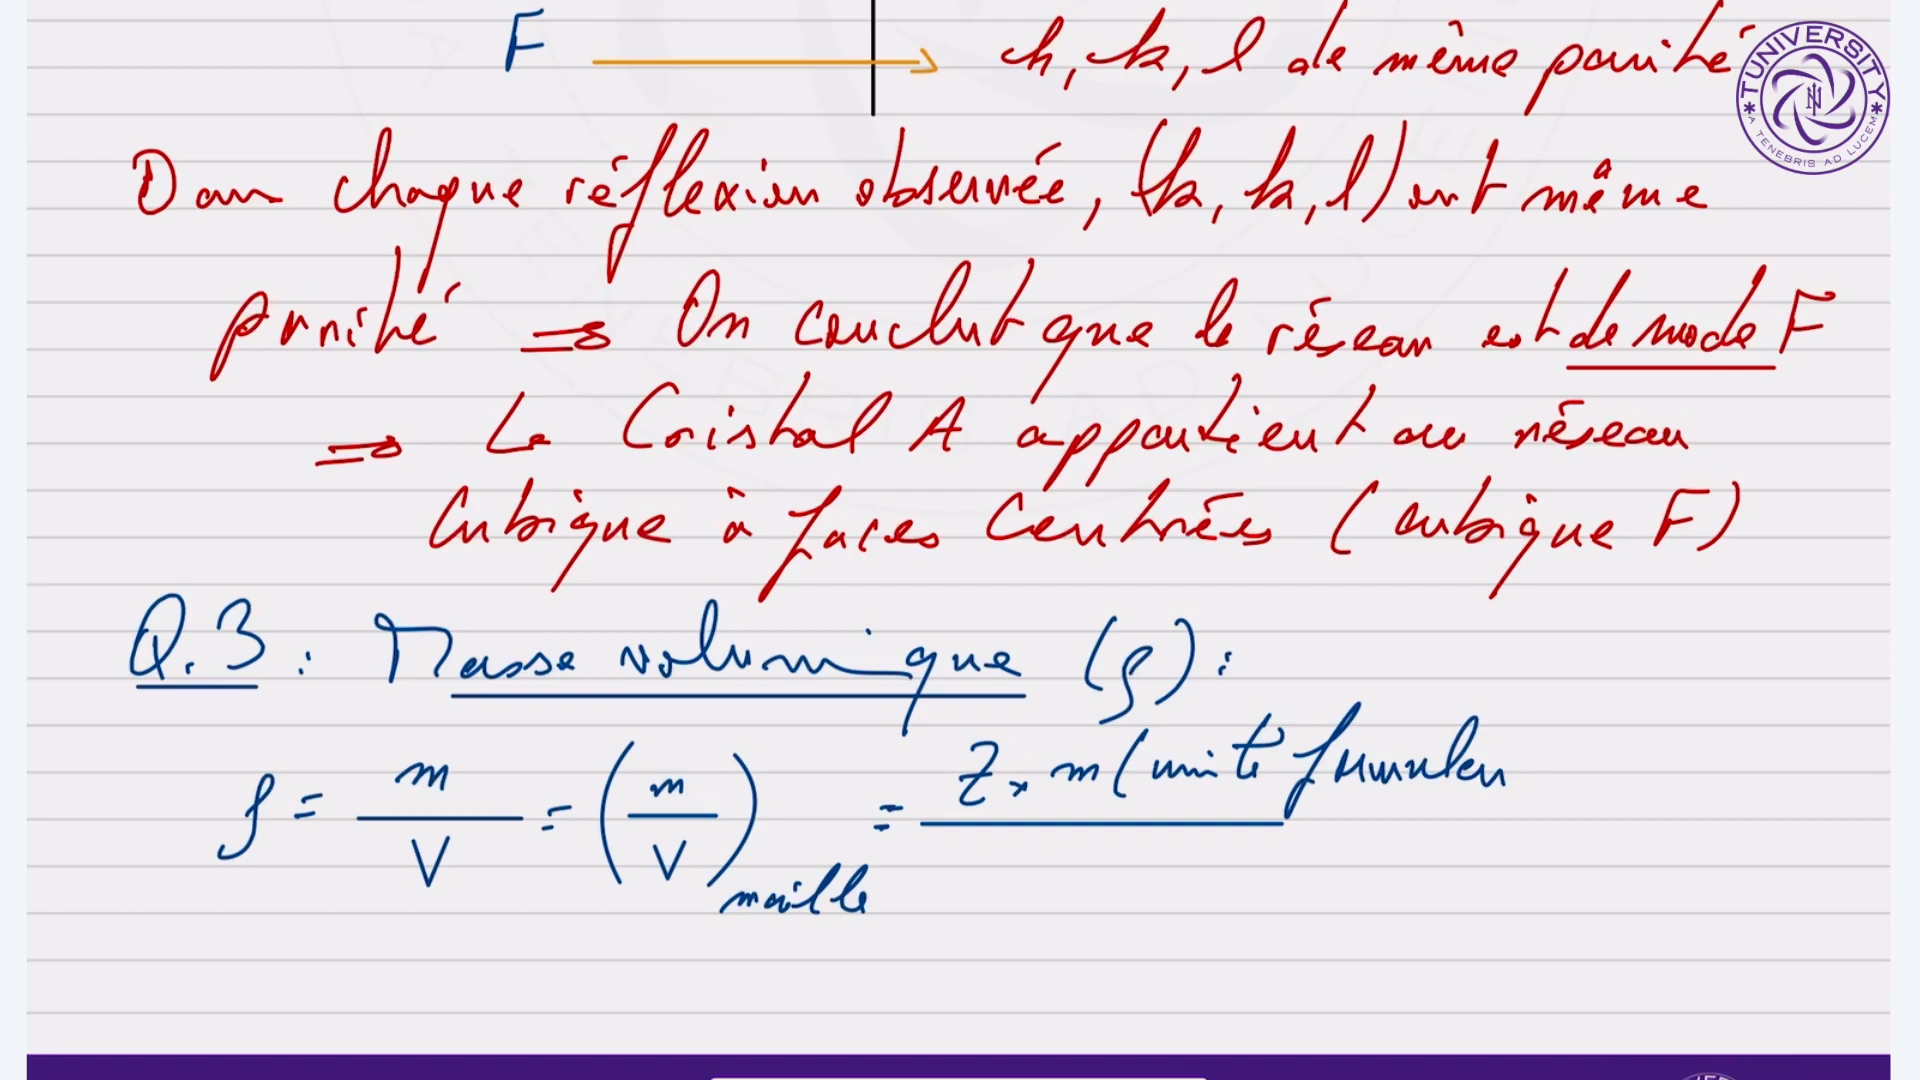 F → h, k, l de même parité
TUNIVERSITY
A TENEBRIS AD LUCEM
Dans chaque réflexion observée, (h, k, l) ont même
parité ⇒ On conclut que le réseau est de mode F
⇒ Le Cristal A appartient au réseau
Cubique à faces Centrées (cubique F)
Q.3 : Masse volumique (ρ) :
ρ = m/V = (m/V)maille = Z × m (unité formulaire